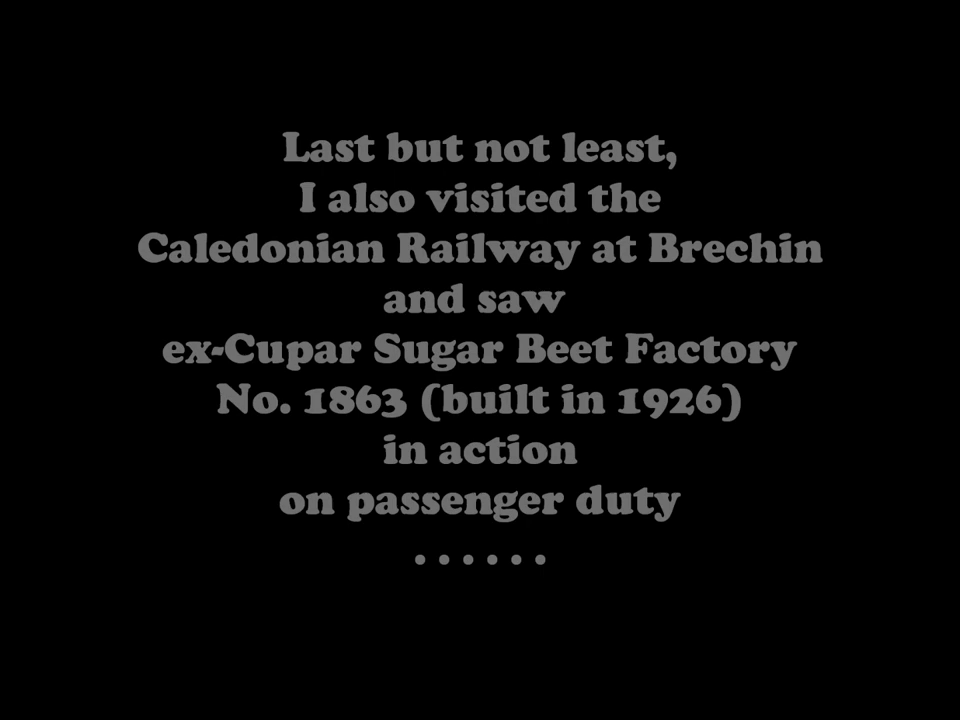 Last but not least,
I also visited the
Caledonian Railway at Brechin
and saw
ex-Cupar Sugar Beet Factory
No. 1863 (built in 1926)
in action
on passenger duty
. . . . . .